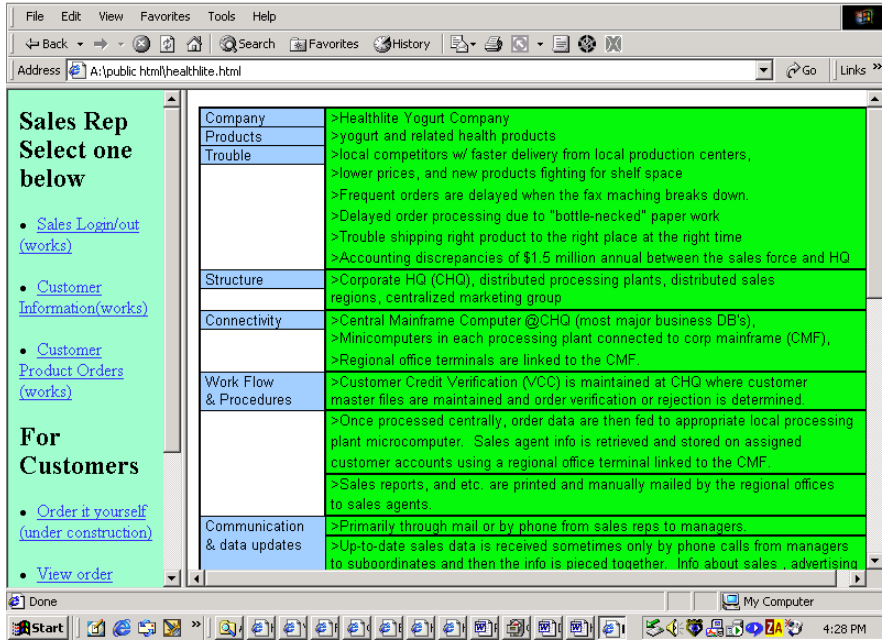 File Edit View Favorites Tools Help
Back Search Favorites History
Address A:\public html\healthlite.html Go Links »
Sales Rep
Select one
below
Sales Login/out
(works)
Customer
Information(works)
Customer
Product Orders
(works)
For
Customers
Order it yourself
(under construction)
View order
Company >Healthlite Yogurt Company
Products >yogurt and related health products
Trouble >local competitors w/ faster delivery from local production centers,
>lower prices, and new products fighting for shelf space
>Frequent orders are delayed when the fax maching breaks down.
>Delayed order processing due to "bottle-necked" paper work
>Trouble shipping right product to the right place at the right time
>Accounting discrepancies of $1.5 million annual between the sales force and HQ
Structure >Corporate HQ (CHQ), distributed processing plants, distributed sales
regions, centralized marketing group
Connectivity >Central Mainframe Computer @CHQ (most major business DB's),
>Minicomputers in each processing plant connected to corp mainframe (CMF),
>Regional office terminals are linked to the CMF.
Work Flow >Customer Credit Verification (VCC) is maintained at CHQ where customer
& Procedures master files are maintained and order verification or rejection is determined.
>Once processed centrally, order data are then fed to appropriate local processing
plant microcomputer. Sales agent info is retrieved and stored on assigned
customer accounts using a regional office terminal linked to the CMF.
>Sales reports, and etc. are printed and manually mailed by the regional offices
to sales agents.
Communication >Primarily through mail or by phone from sales reps to managers.
& data updates >Up-to-date sales data is received sometimes only by phone calls from managers
to suboordinates and then the info is pieced together. Info about sales , advertising
Done My Computer
Start » 4:28 PM